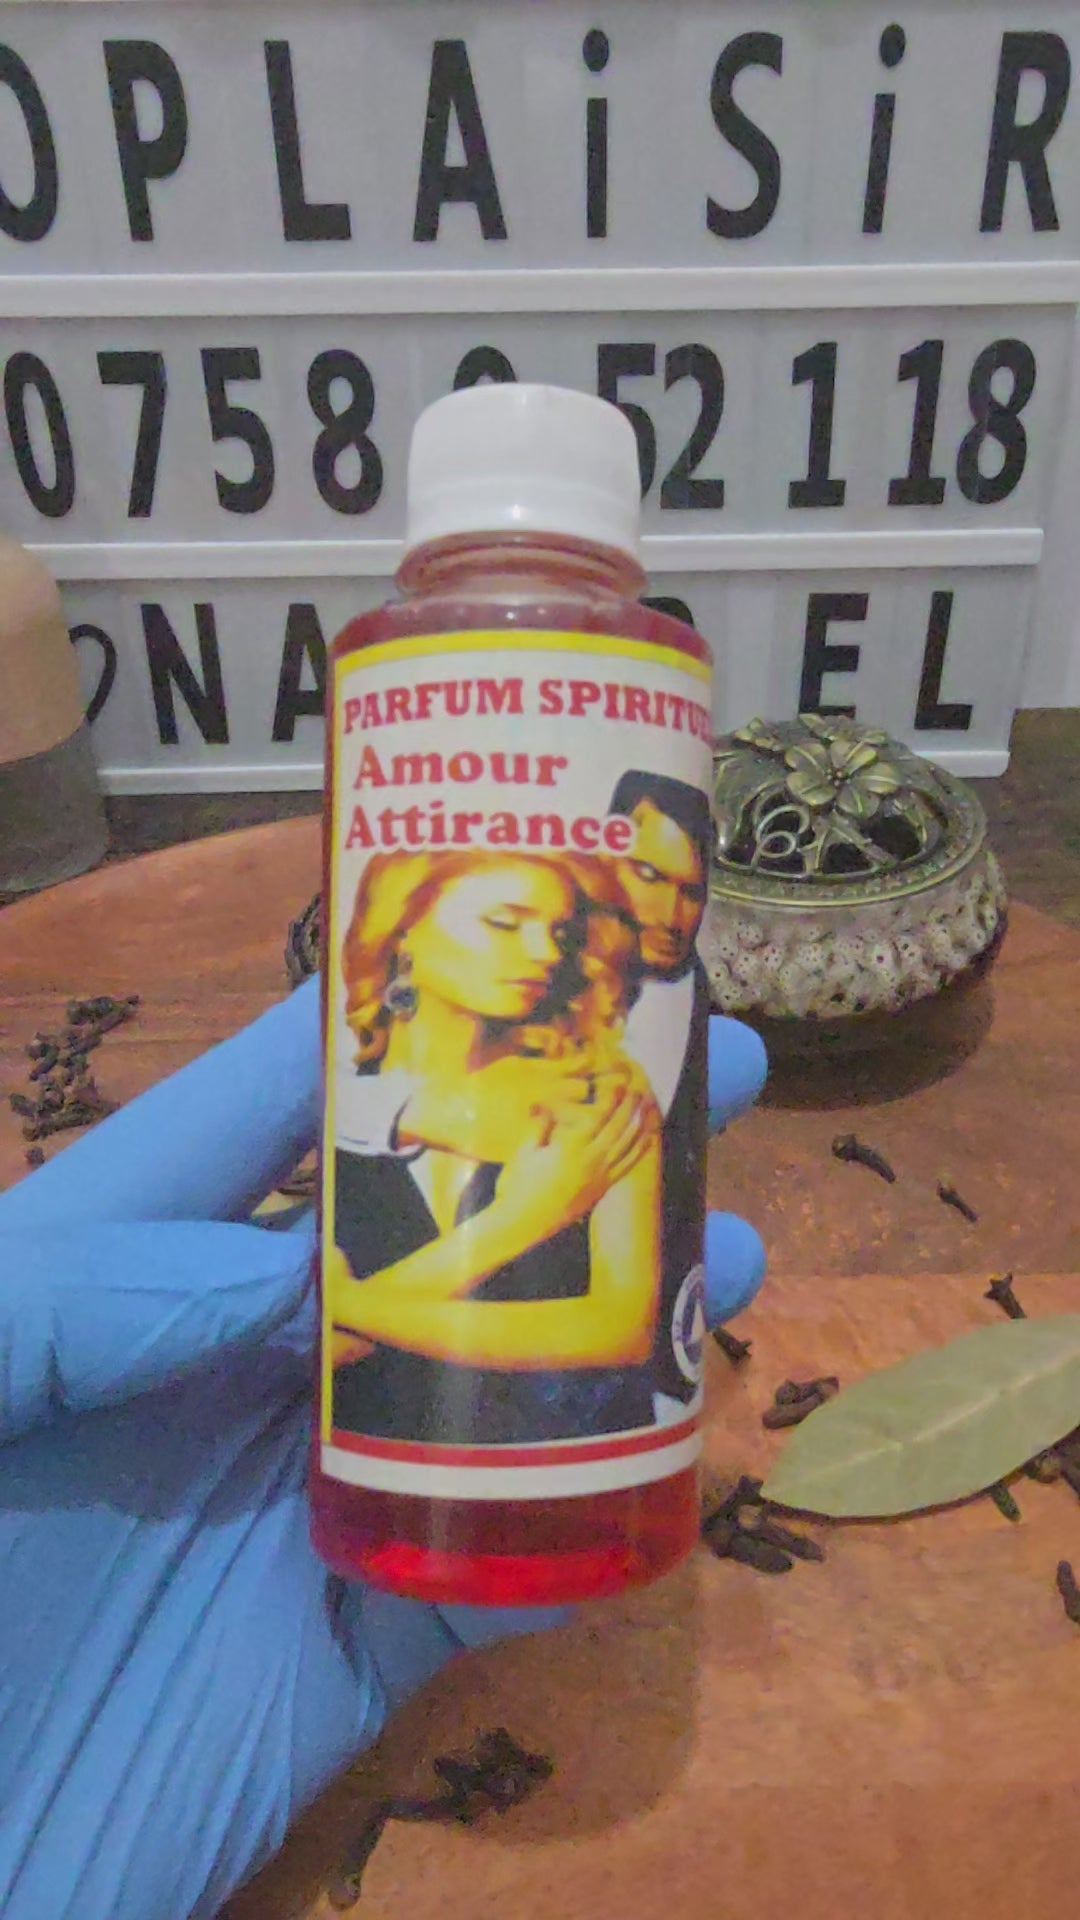 OPLAiSiR
0758 52 118
PARFUM SPIRITUE
Amour
Attirance